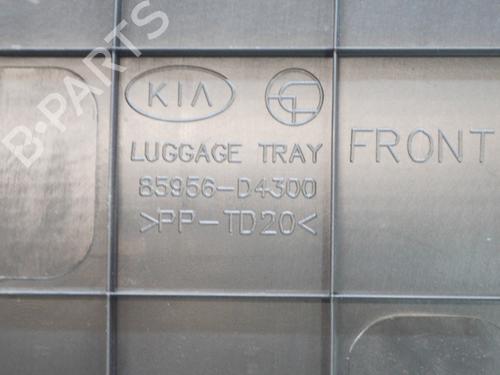 B-PARTS
KIA
LUGGAGE TRAY
85956-D4300
>PP-TD20<
FRONT